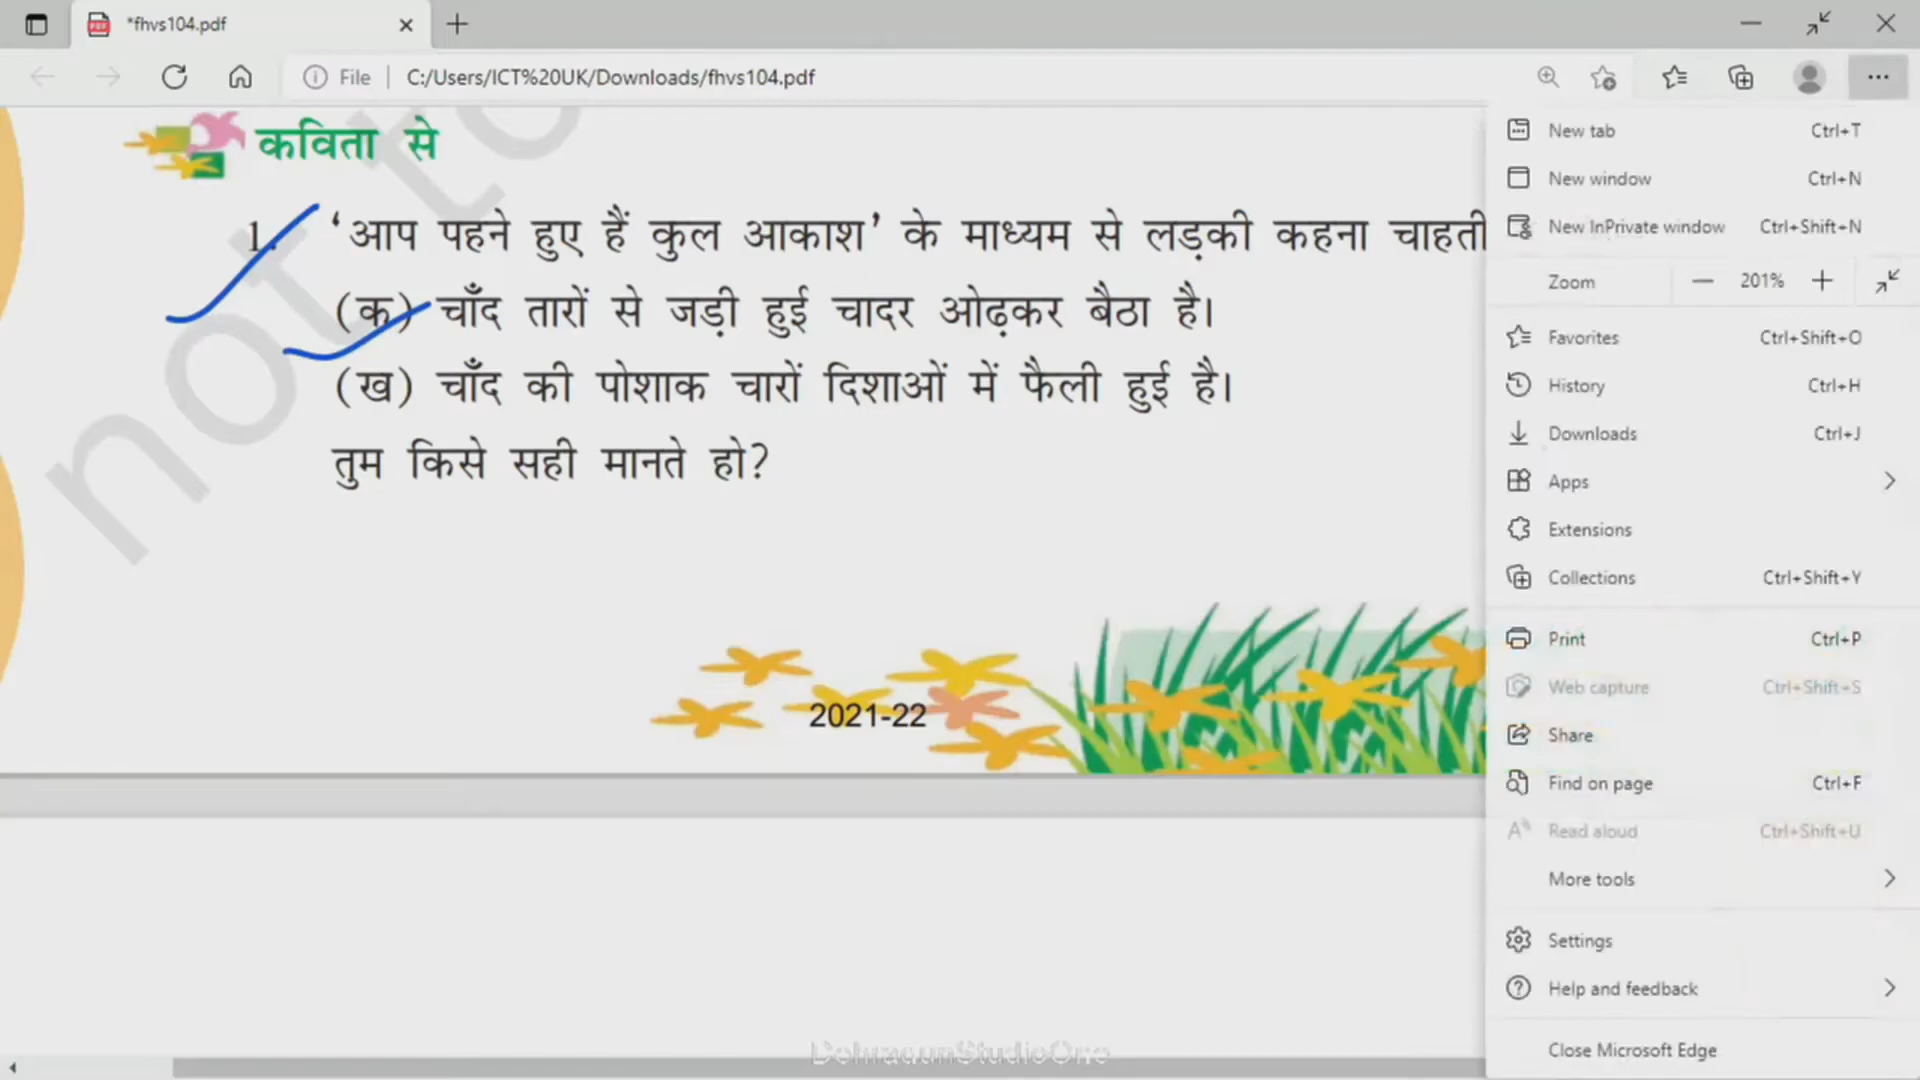 *fhvs104.pdf
File C:/Users/ICT%20UK/Downloads/fhvs104.pdf
कविता से
1. ‘आप पहने हुए हैं कुल आकाश’ के माध्यम से लड़की कहना चाहती
(क) चाँद तारों से जड़ी हुई चादर ओढ़कर बैठा है।
(ख) चाँद की पोशाक चारों दिशाओं में फैली हुई है।
तुम किसे सही मानते हो?
2021-22
not to
New tab Ctrl+T
New window Ctrl+N
New InPrivate window Ctrl+Shift+N
Zoom — 201% +
Favorites Ctrl+Shift+O
History Ctrl+H
Downloads Ctrl+J
Apps
Extensions
Collections Ctrl+Shift+Y
Print Ctrl+P
Web capture Ctrl+Shift+S
Share
Find on page Ctrl+F
Read aloud Ctrl+Shift+U
More tools
Settings
Help and feedback
Close Microsoft Edge
DehradunStudioOne